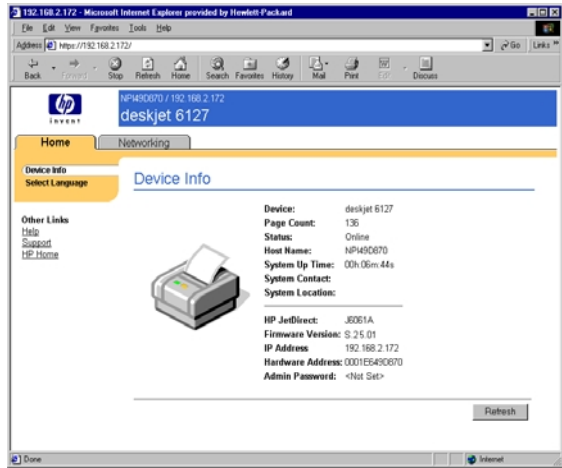 192.168.2.172 - Microsoft Internet Explorer provided by Hewlett-Packard
File Edit View Favorites Tools Help
Address https://192.168.2.172/ Go Links »
Back Forward Stop Refresh Home Search Favorites History Mail Print Edit Discuss
hp
invent
NPI49D870 / 192.168.2.172
deskjet 6127
Home Networking
Device Info
Select Language
Other Links
Help
Support
HP Home
Device Info
Device: deskjet 6127
Page Count: 136
Status: Online
Host Name: NPI49D870
System Up Time: 00h:06m:44s
System Contact:
System Location:
HP JetDirect: J6061A
Firmware Version: S.25.01
IP Address 192.168.2.172
Hardware Address: 0001E649D870
Admin Password: <Not Set>
Refresh
Done Internet